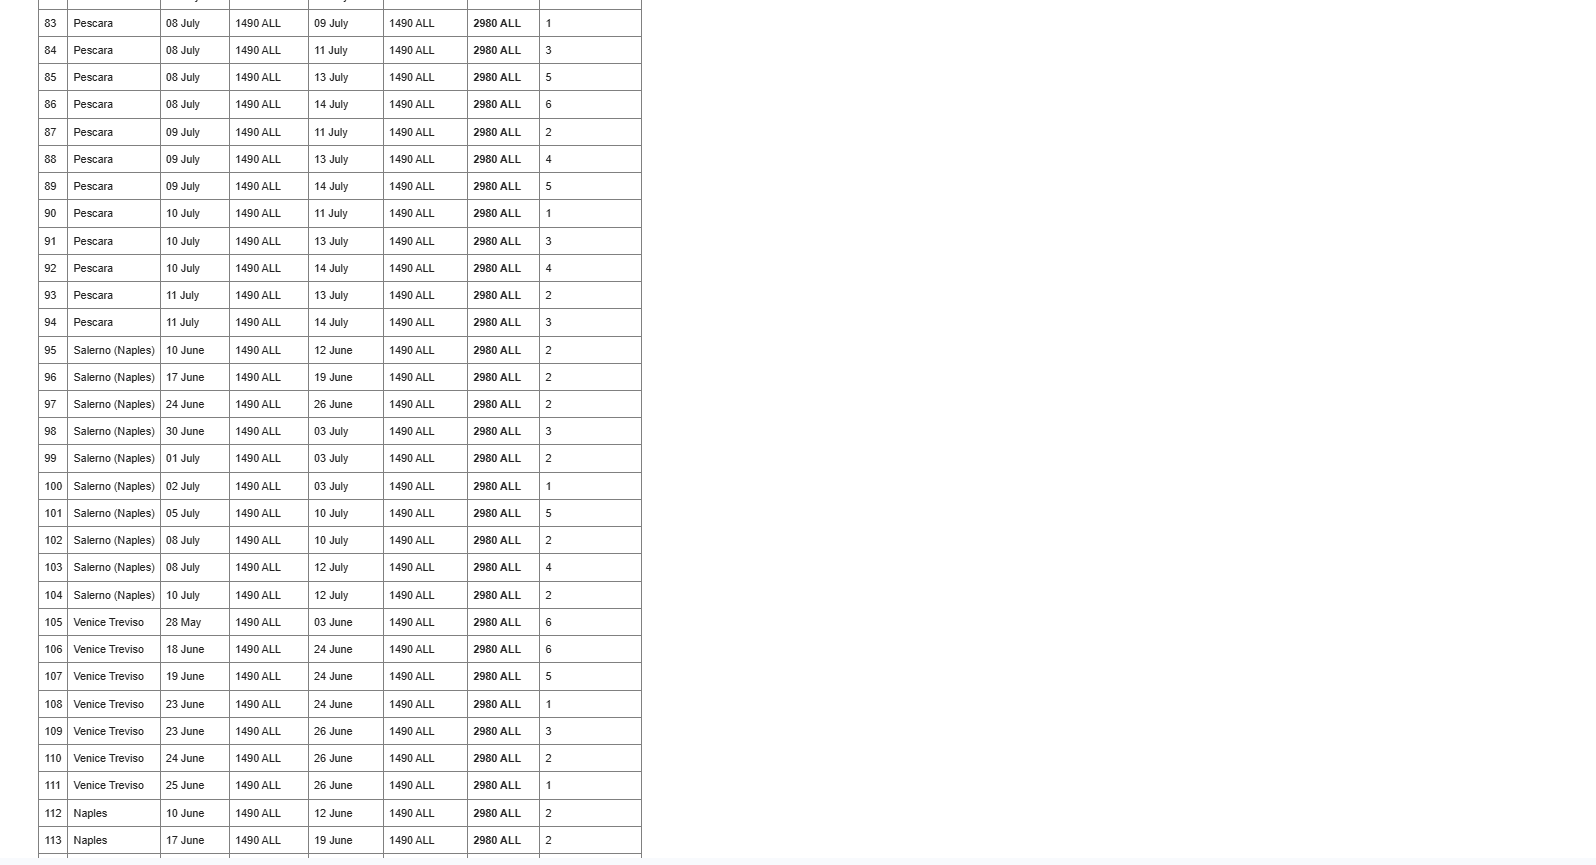 83 Pescara 08 July 1490 ALL 09 July 1490 ALL 2980 ALL 1
84 Pescara 08 July 1490 ALL 11 July 1490 ALL 2980 ALL 3
85 Pescara 08 July 1490 ALL 13 July 1490 ALL 2980 ALL 5
86 Pescara 08 July 1490 ALL 14 July 1490 ALL 2980 ALL 6
87 Pescara 09 July 1490 ALL 11 July 1490 ALL 2980 ALL 2
88 Pescara 09 July 1490 ALL 13 July 1490 ALL 2980 ALL 4
89 Pescara 09 July 1490 ALL 14 July 1490 ALL 2980 ALL 5
90 Pescara 10 July 1490 ALL 11 July 1490 ALL 2980 ALL 1
91 Pescara 10 July 1490 ALL 13 July 1490 ALL 2980 ALL 3
92 Pescara 10 July 1490 ALL 14 July 1490 ALL 2980 ALL 4
93 Pescara 11 July 1490 ALL 13 July 1490 ALL 2980 ALL 2
94 Pescara 11 July 1490 ALL 14 July 1490 ALL 2980 ALL 3
95 Salerno (Naples) 10 June 1490 ALL 12 June 1490 ALL 2980 ALL 2
96 Salerno (Naples) 17 June 1490 ALL 19 June 1490 ALL 2980 ALL 2
97 Salerno (Naples) 24 June 1490 ALL 26 June 1490 ALL 2980 ALL 2
98 Salerno (Naples) 30 June 1490 ALL 03 July 1490 ALL 2980 ALL 3
99 Salerno (Naples) 01 July 1490 ALL 03 July 1490 ALL 2980 ALL 2
100 Salerno (Naples) 02 July 1490 ALL 03 July 1490 ALL 2980 ALL 1
101 Salerno (Naples) 05 July 1490 ALL 10 July 1490 ALL 2980 ALL 5
102 Salerno (Naples) 08 July 1490 ALL 10 July 1490 ALL 2980 ALL 2
103 Salerno (Naples) 08 July 1490 ALL 12 July 1490 ALL 2980 ALL 4
104 Salerno (Naples) 10 July 1490 ALL 12 July 1490 ALL 2980 ALL 2
105 Venice Treviso 28 May 1490 ALL 03 June 1490 ALL 2980 ALL 6
106 Venice Treviso 18 June 1490 ALL 24 June 1490 ALL 2980 ALL 6
107 Venice Treviso 19 June 1490 ALL 24 June 1490 ALL 2980 ALL 5
108 Venice Treviso 23 June 1490 ALL 24 June 1490 ALL 2980 ALL 1
109 Venice Treviso 23 June 1490 ALL 26 June 1490 ALL 2980 ALL 3
110 Venice Treviso 24 June 1490 ALL 26 June 1490 ALL 2980 ALL 2
111 Venice Treviso 25 June 1490 ALL 26 June 1490 ALL 2980 ALL 1
112 Naples 10 June 1490 ALL 12 June 1490 ALL 2980 ALL 2
113 Naples 17 June 1490 ALL 19 June 1490 ALL 2980 ALL 2